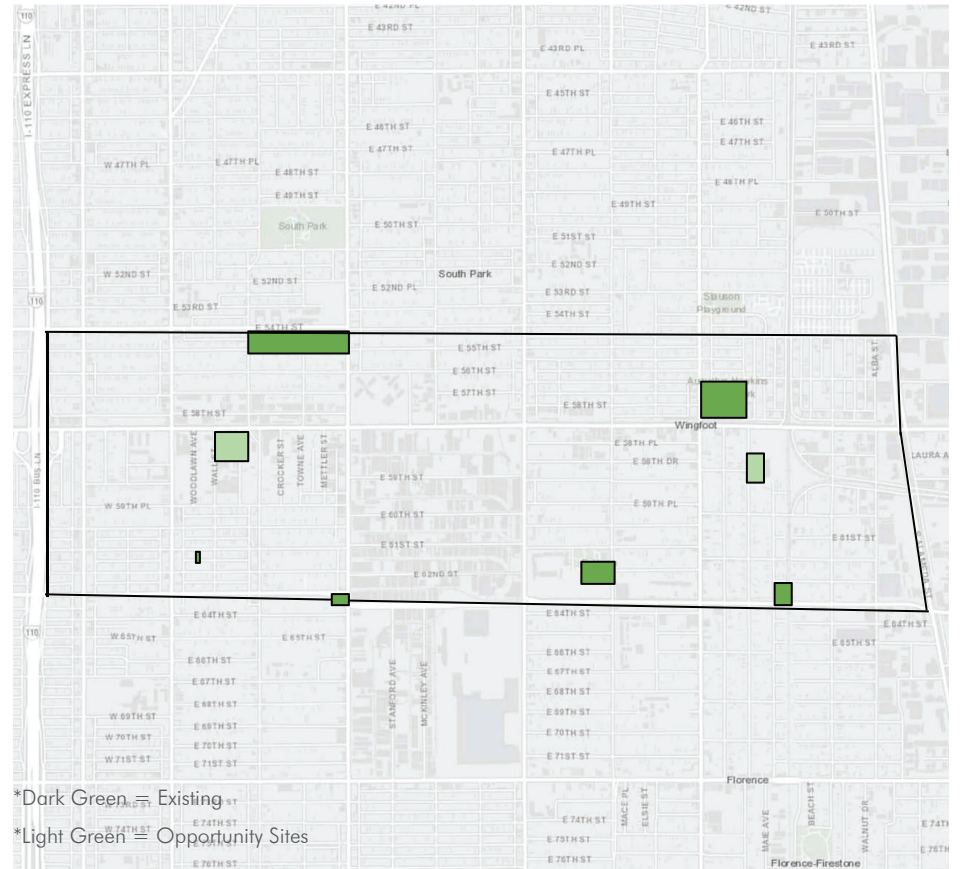 110
E 42ND PL
E 42ND ST
E 43RD ST
E 43RD PL
E 43RD ST
I-110 EXPRESS LN
E 45TH ST
E 46TH ST
E 46TH ST
E 47TH ST
E 47TH ST
W 47TH PL
E 47TH PL
E 47TH PL
E 48TH ST
E 48TH PL
E 49TH ST
E 49TH ST
South Park
E 50TH ST
E 50TH ST
E 51ST ST
W 52ND ST
E 52ND ST
South Park
E 52ND ST
E 52ND PL
E 53RD ST
110
E 53RD ST
Slauson
Playground
E 54TH ST
E 54TH ST
E 55TH ST
ALBA ST
E 56TH ST
E 57TH ST
E 58TH ST
E 58TH ST
Wingfoot
WOODLAWN AVE
CROCKER ST
TOWNE AVE
METTLER ST
E 58TH PL
E 58TH DR
LAURA A
I-110 BUS LN
E 59TH ST
W 59TH PL
E 59TH PL
E 60TH ST
E 61ST ST
E 61ST ST
E 62ND ST
E 64TH ST
E 64TH ST
E 64TH ST
110
W 65TH ST
E 65TH ST
E 65TH ST
E 66TH ST
E 66TH ST
E 67TH ST
E 67TH ST
STANFORD AVE
MCKINLEY AVE
E 68TH ST
E 68TH ST
W 69TH ST
E 69TH ST
E 69TH ST
W 70TH ST
E 70TH ST
E 70TH ST
W 71ST ST
E 71ST ST
E 71ST ST
Florence
*Dark Green = Existing
MACE PL
ELSIE ST
MAIE AVE
BEACH ST
WALNUT DR
W 74TH ST
E 74TH ST
E 74TH ST
E 74TH
*Light Green = Opportunity Sites
E 75TH ST
E 75TH ST
E 76TH ST
E 76TH ST
E 76TH
Florence-Firestone